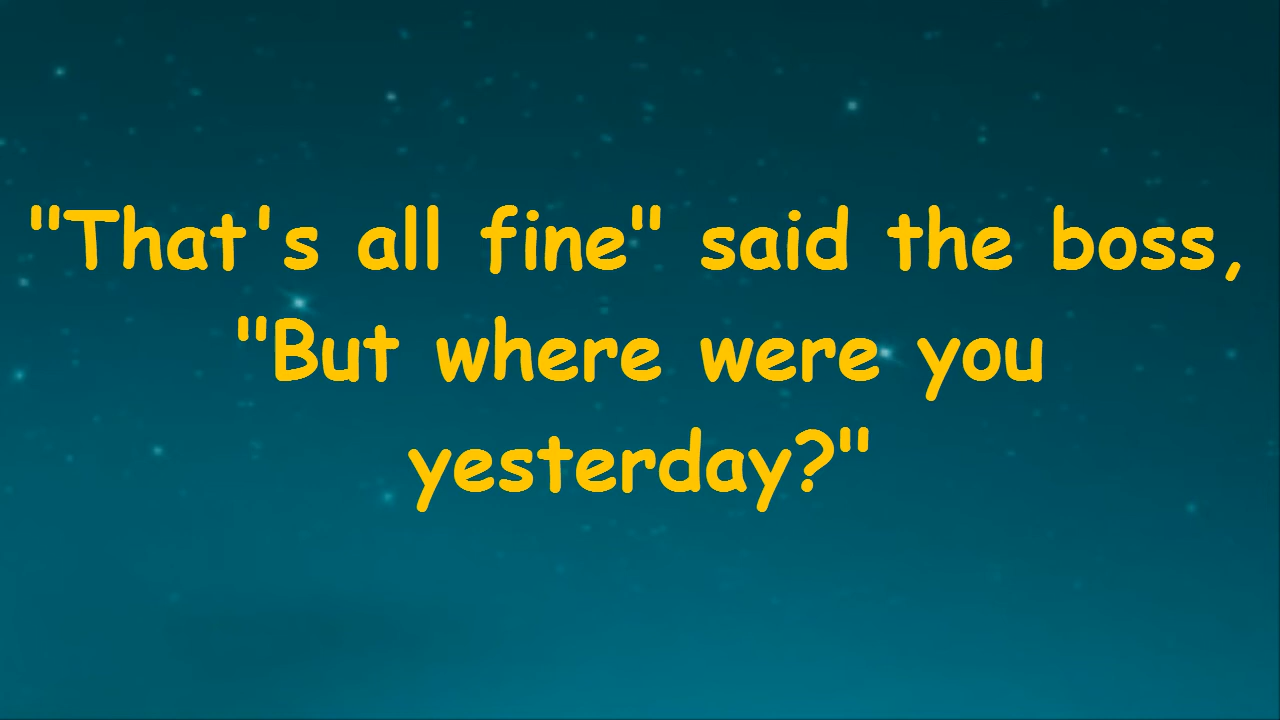 "That's all fine" said the boss,
"But where were you
yesterday?"